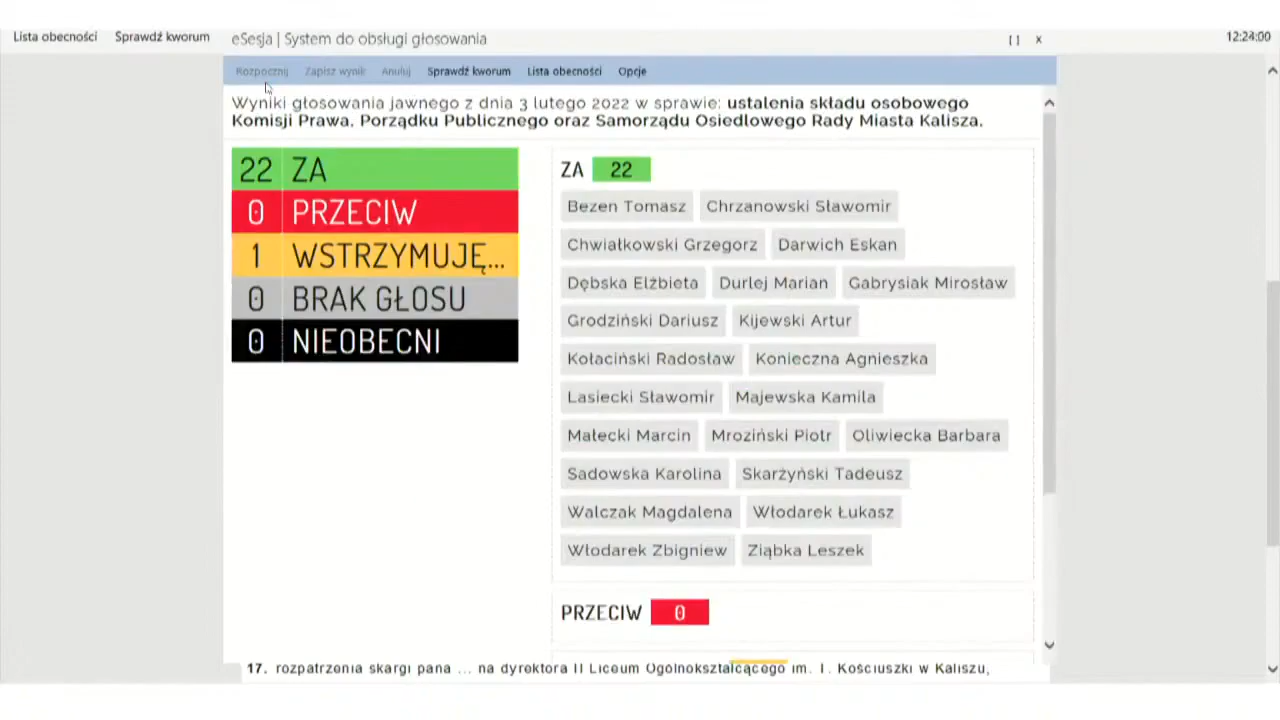 Lista obecności Sprawdź kworum eSesja | System do obsługi głosowania [ ] x 12:24:00
Rozpocznij Zapisz wynik Anuluj Sprawdź kworum Lista obecności Opcje
Wyniki głosowania jawnego z dnia 3 lutego 2022 w sprawie: ustalenia składu osobowego
Komisji Prawa, Porządku Publicznego oraz Samorządu Osiedlowego Rady Miasta Kalisza.
22 ZA
0 PRZECIW
1 WSTRZYMUJĘ...
0 BRAK GŁOSU
0 NIEOBECNI
ZA 22
Bezen Tomasz Chrzanowski Sławomir
Chwiałkowski Grzegorz Darwich Eskan
Dębska Elżbieta Durlej Marian Gabrysiak Mirosław
Grodziński Dariusz Kijewski Artur
Kołaciński Radosław Konieczna Agnieszka
Lasiecki Sławomir Majewska Kamila
Małecki Marcin Mroziński Piotr Oliwiecka Barbara
Sadowska Karolina Skarżyński Tadeusz
Walczak Magdalena Włodarek Łukasz
Włodarek Zbigniew Ziąbka Leszek
PRZECIW 0
17. rozpatrzenia skargi pana ... na dyrektora II Liceum Ogólnokształcącego im. T. Kościuszki w Kaliszu,